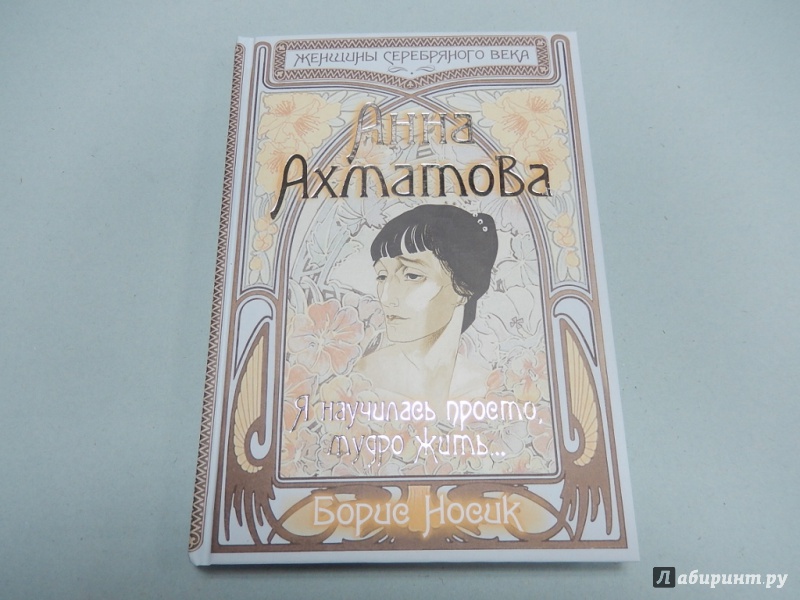 ЖЕНЩИНЫ СЕРЕБРЯНОГО ВЕКА
Анна
Ахматова
Я научилась просто,
мудро жить...
Борис Носик
Лабиринт.ру